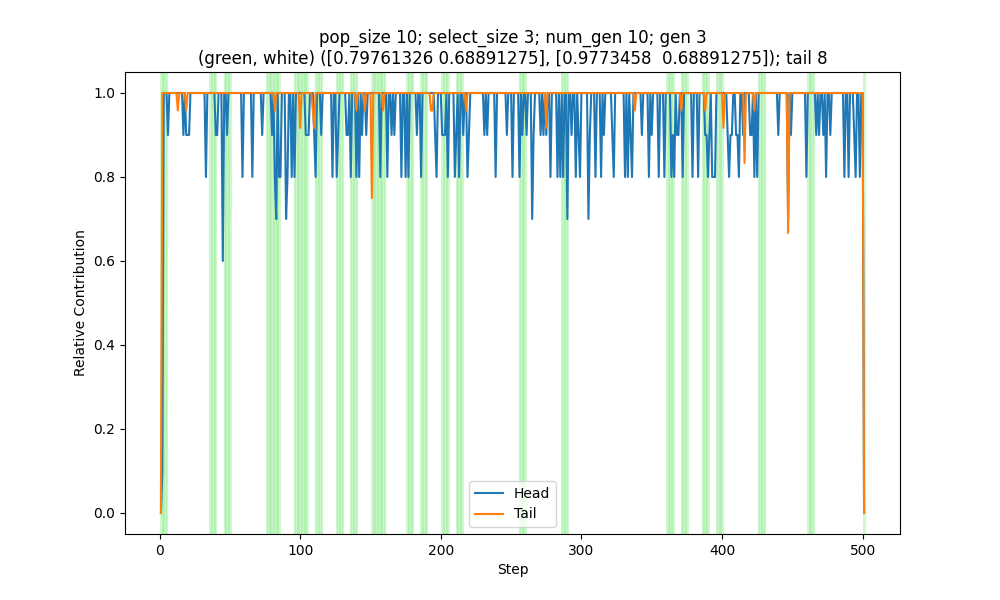 pop_size 10; select_size 3; num_gen 10; gen 3
(green, white) ([0.79761326 0.68891275], [0.9773458  0.68891275]); tail 8
1.0
0.8
0.6
0.4
0.2
0.0
Relative Contribution
Head
Tail
0
100
200
300
400
500
Step